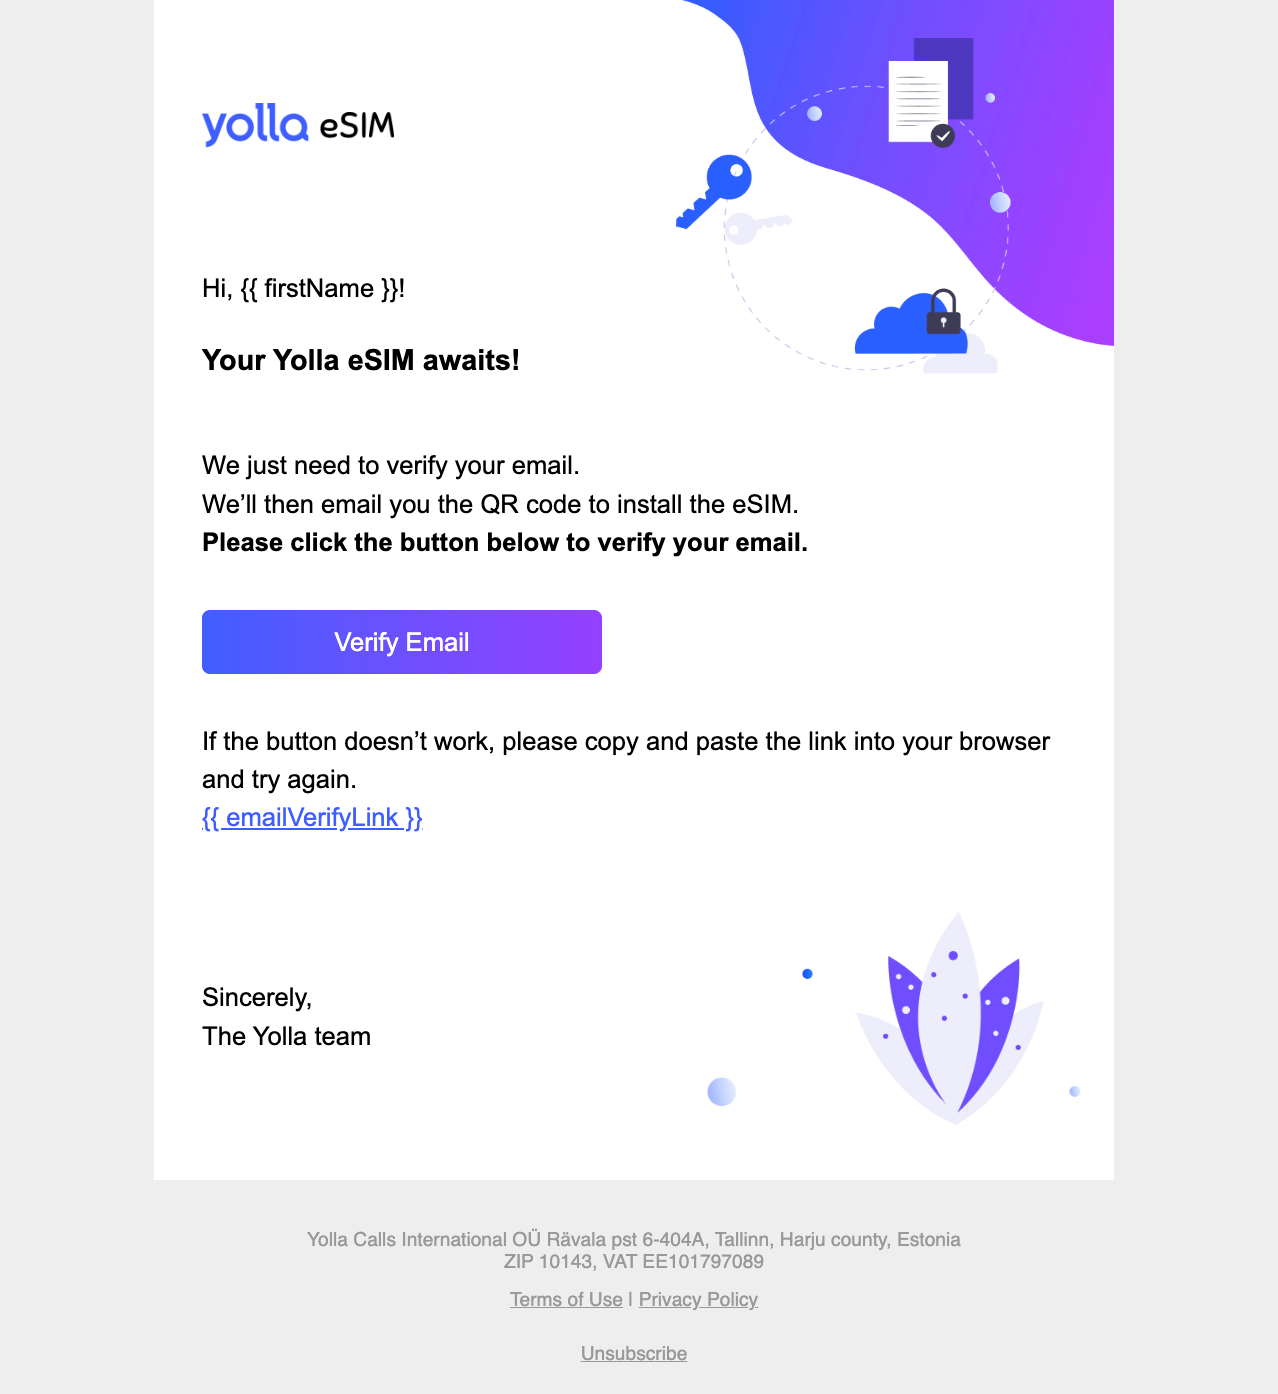 yolla eSIM
Hi, {{ firstName }}!
Your Yolla eSIM awaits!
We just need to verify your email.
We’ll then email you the QR code to install the eSIM.
Please click the button below to verify your email.
Verify Email
If the button doesn’t work, please copy and paste the link into your browser
and try again.
{{ emailVerifyLink }}
Sincerely,
The Yolla team
Yolla Calls International OÜ Rävala pst 6-404A, Tallinn, Harju county, Estonia
ZIP 10143, VAT EE101797089
Terms of Use | Privacy Policy
Unsubscribe